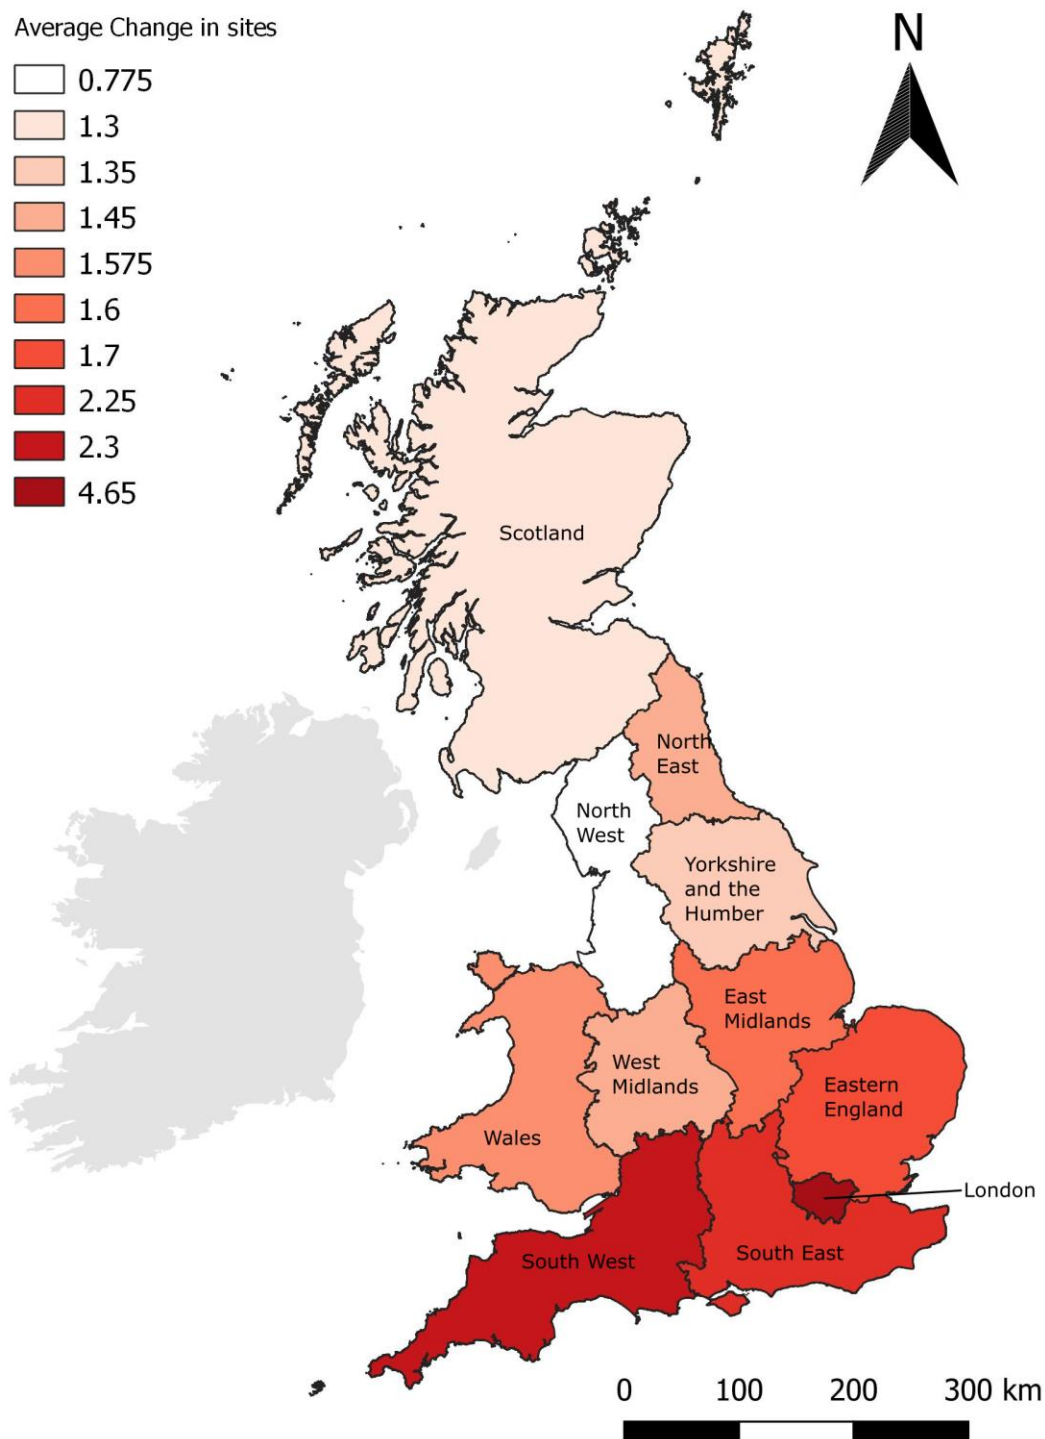 Average Change in sites
0.775
1.3
1.35
1.45
1.575
1.6
1.7
2.25
2.3
4.65
N
Scotland
North
East
North
West
Yorkshire
and the
Humber
East
Midlands
West
Midlands
Eastern
England
Wales
London
South East
South West
0 100 200 300 km